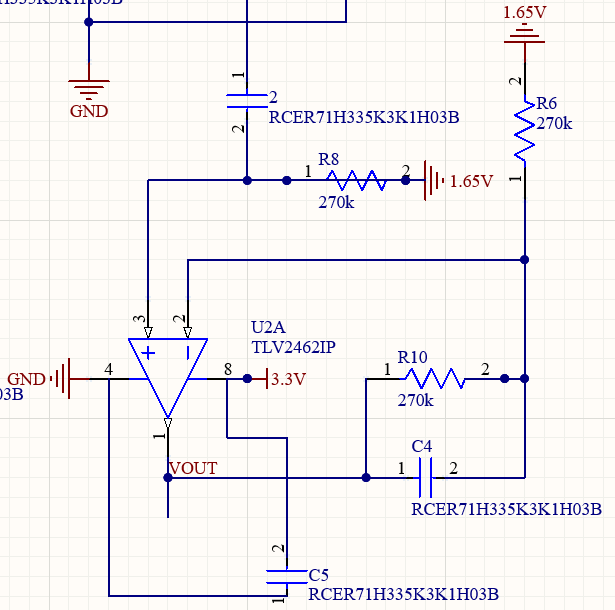 1.65V
GND
1
2
RCER71H335K3K1H03B
2
2
R6
270k
1
R8
1
2
1.65V
270k
3
2
U2A
TLV2462IP
GND
4
8
3.3V
03B
R10
1
2
270k
1
VOUT
C4
1
2
RCER71H335K3K1H03B
2
C5
RCER71H335K3K1H03B
1